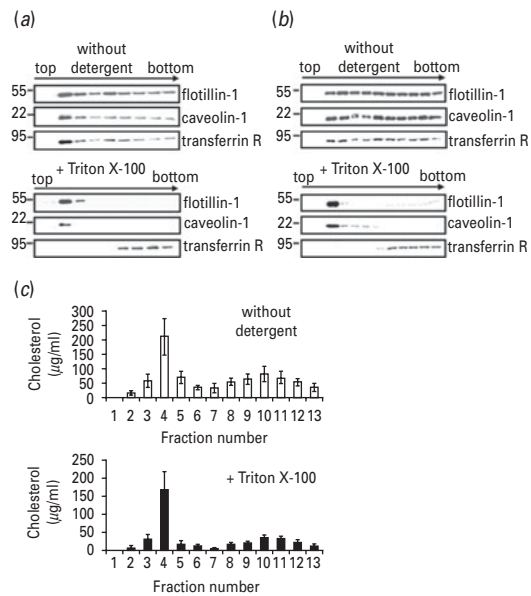 (a)
without
top detergent bottom
55 flotillin-1
22 caveolin-1
95 transferrin R
+ Triton X-100
top bottom
55 flotillin-1
22 caveolin-1
95 transferrin R
(b)
without
top detergent bottom
55 flotillin-1
22 caveolin-1
95 transferrin R
+ Triton X-100
top bottom
55 flotillin-1
22 caveolin-1
95 transferrin R
(c)
without
detergent
Cholesterol
(µg/ml)
300
250
200
150
100
50
0
1 2 3 4 5 6 7 8 9 10 11 12 13
Fraction number
+ Triton X-100
Cholesterol
(µg/ml)
250
200
150
100
50
0
1 2 3 4 5 6 7 8 9 10 11 12 13
Fraction number